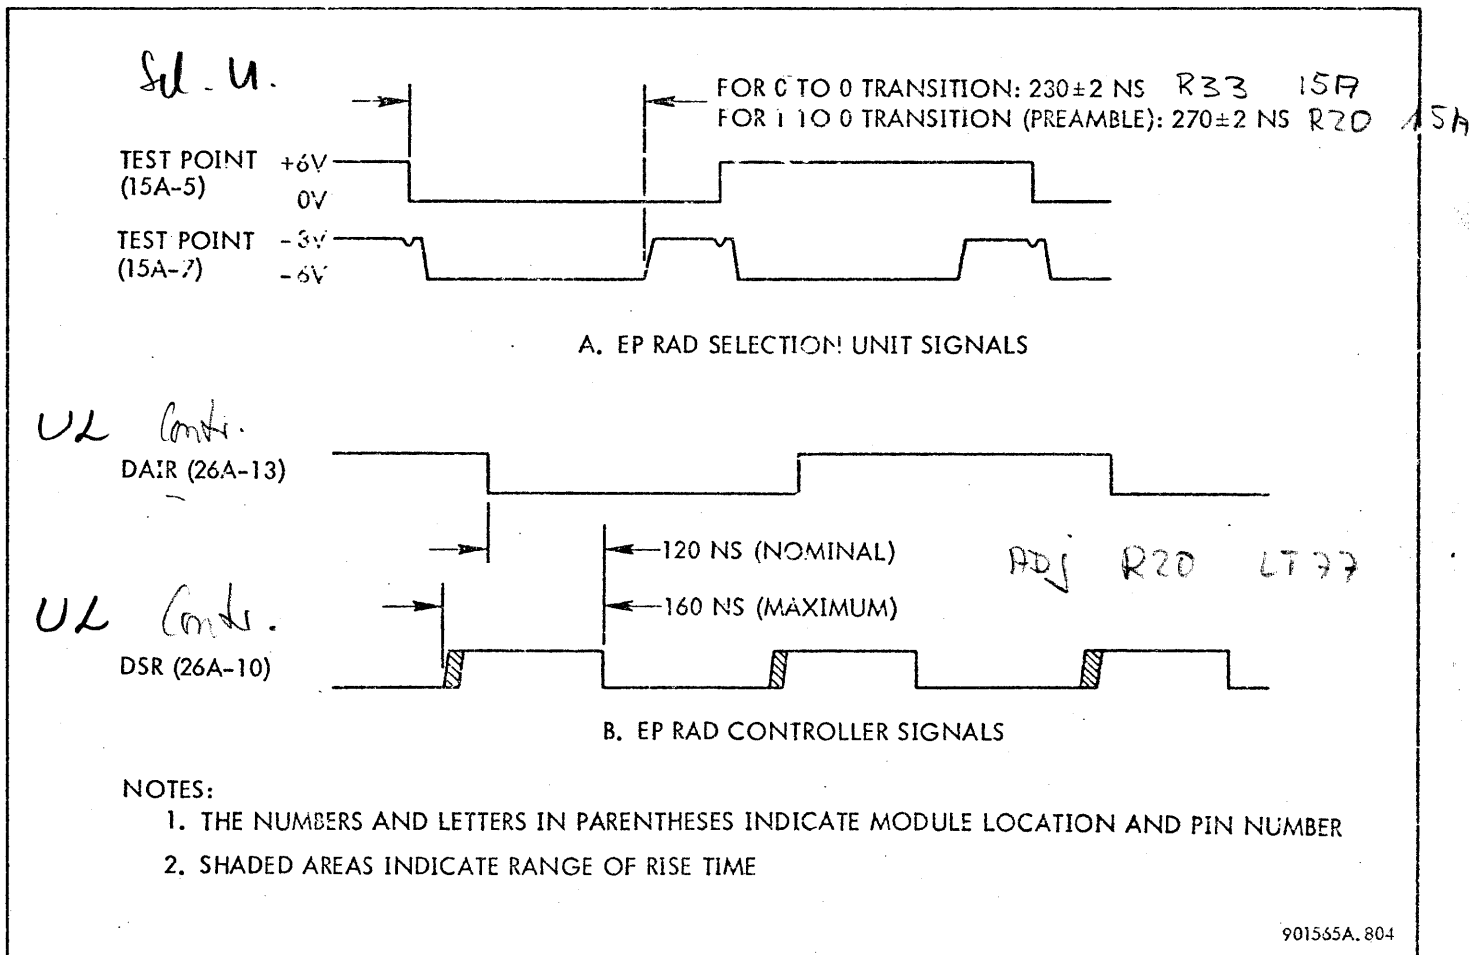 Sel. U.
FOR 0 TO 0 TRANSITION: 230±2 NS R33 15A
FOR 1 TO 0 TRANSITION (PREAMBLE): 270±2 NS R20 15A
TEST POINT +6V
(15A-5) 0V
TEST POINT -3V
(15A-7) -6V
A. EP RAD SELECTION UNIT SIGNALS
Contr.
DAIR (26A-13)
120 NS (NOMINAL)
ADj R20 LT77
160 NS (MAXIMUM)
Contr.
DSR (26A-10)
B. EP RAD CONTROLLER SIGNALS
NOTES:
1. THE NUMBERS AND LETTERS IN PARENTHESES INDICATE MODULE LOCATION AND PIN NUMBER
2. SHADED AREAS INDICATE RANGE OF RISE TIME
901565A.804